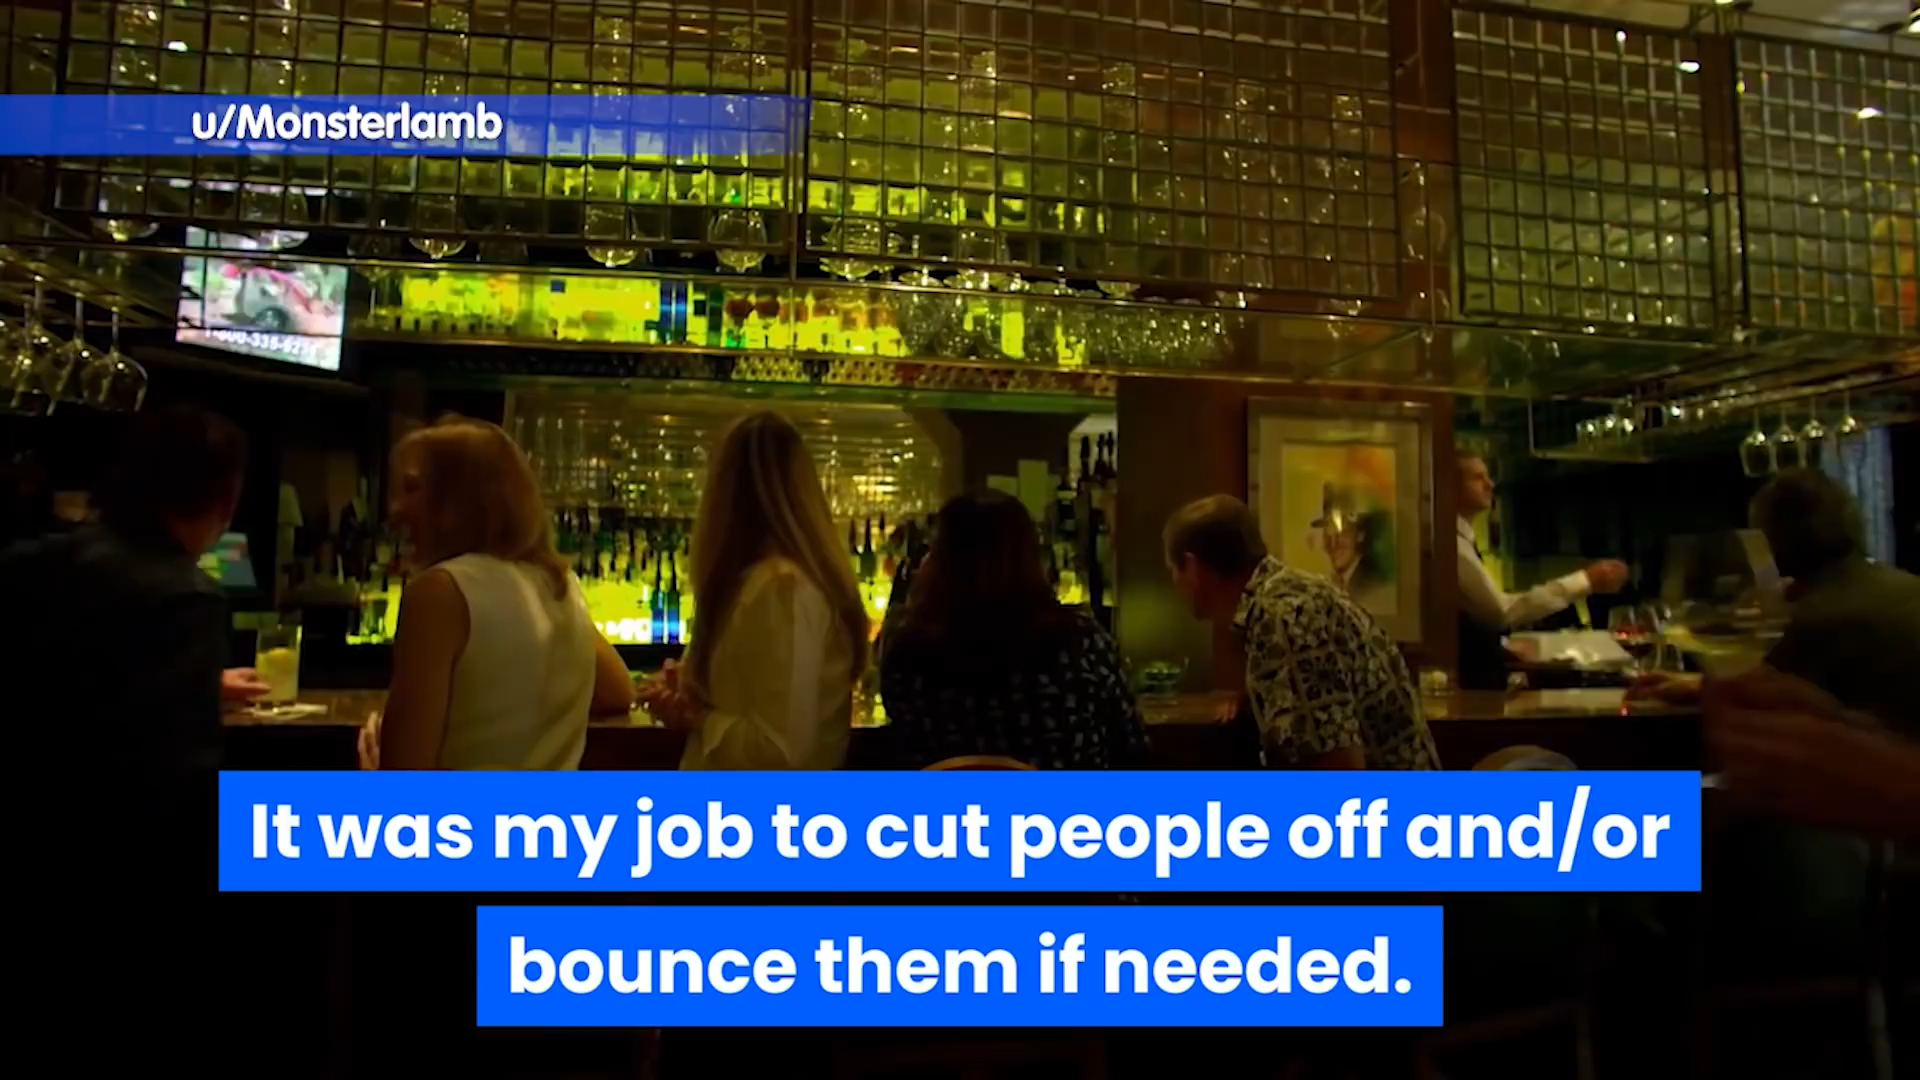 u/Monsterlamb
It was my job to cut people off and/or
bounce them if needed.